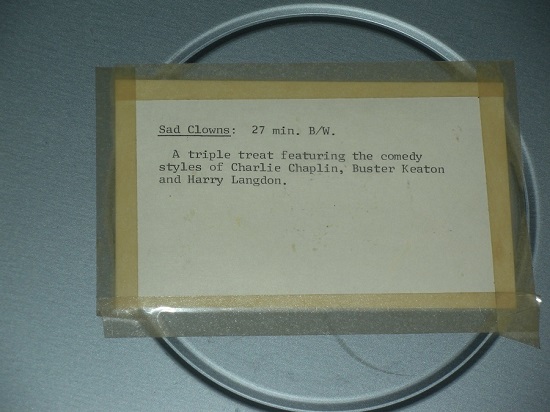 Sad Clowns: 27 min. B/W.
A triple treat featuring the comedy
styles of Charlie Chaplin, Buster Keaton
and Harry Langdon.